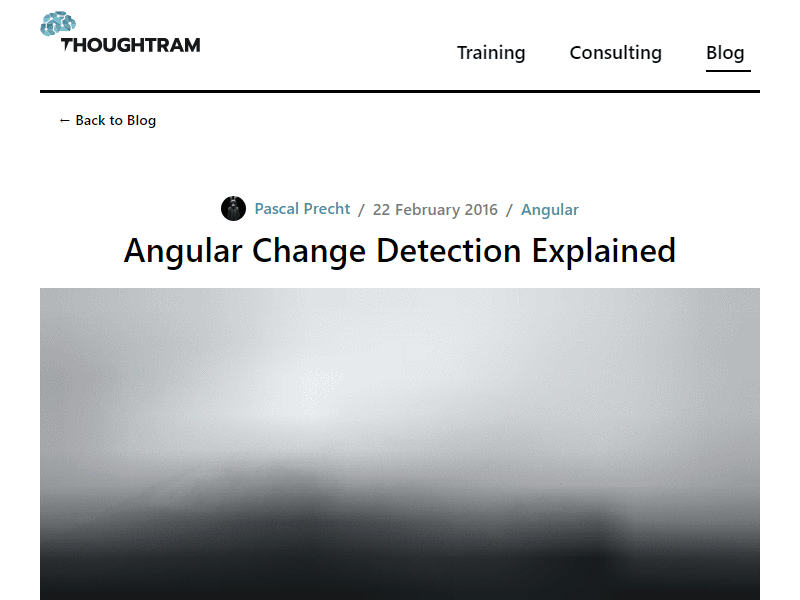 THOUGHTRAM
Training Consulting Blog
← Back to Blog
Pascal Precht / 22 February 2016 / Angular
Angular Change Detection Explained